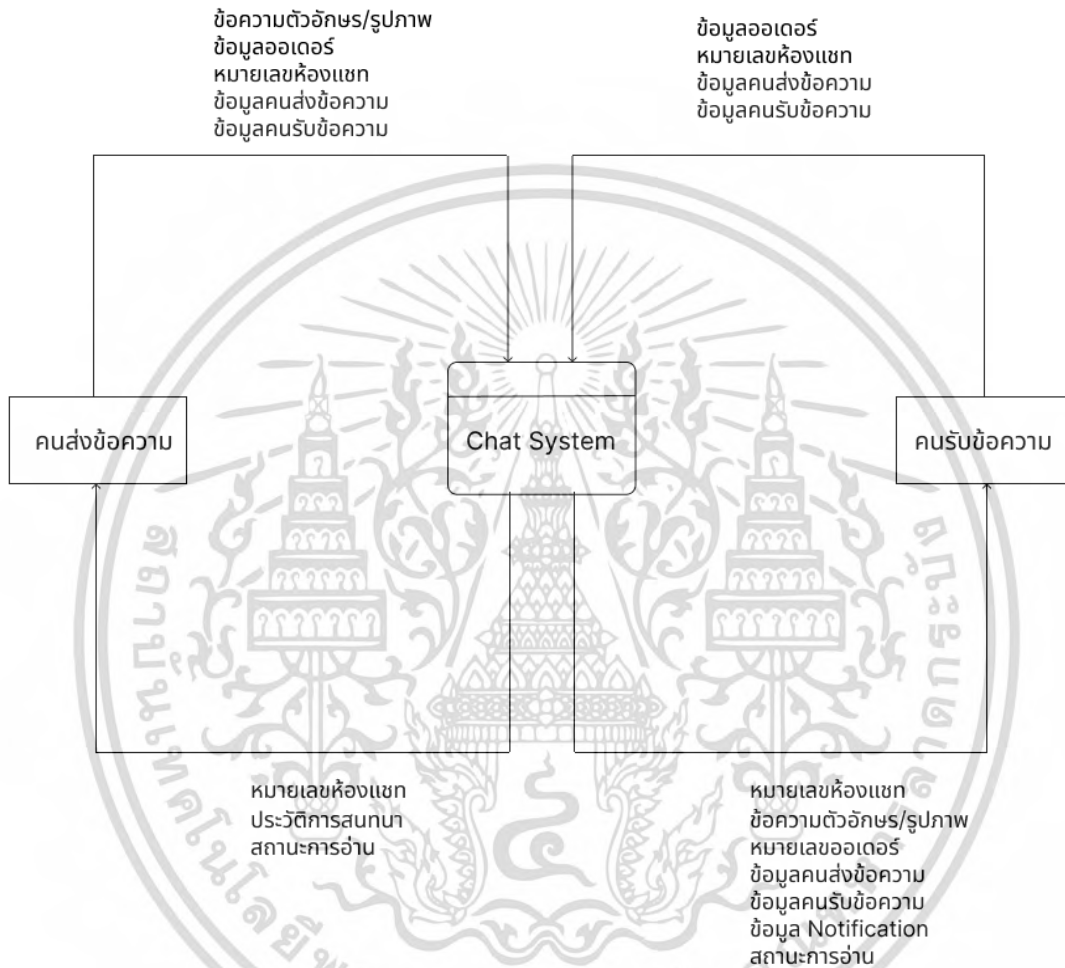 ข้อความตัวอักษร/รูปภาพ
ข้อมูลออเดอร์
หมายเลขห้องแชท
ข้อมูลคนส่งข้อความ
ข้อมูลคนรับข้อความ
ข้อมูลออเดอร์
หมายเลขห้องแชท
ข้อมูลคนส่งข้อความ
ข้อมูลคนรับข้อความ
คนส่งข้อความ
Chat System
คนรับข้อความ
หมายเลขห้องแชท
ประวัติการสนทนา
สถานะการอ่าน
หมายเลขห้องแชท
ข้อความตัวอักษร/รูปภาพ
หมายเลขออเดอร์
ข้อมูลคนส่งข้อความ
ข้อมูลคนรับข้อความ
ข้อมูล Notification
สถานะการอ่าน